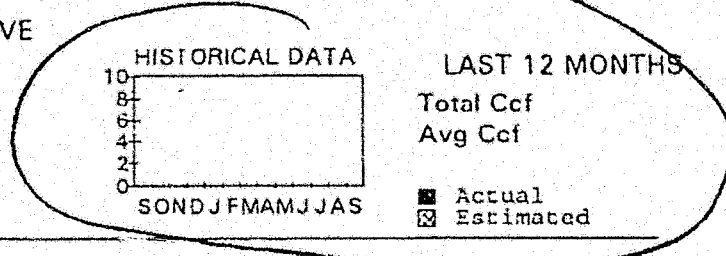 VE
HISTORICAL DATA
10
8
6
4
2
0
SONDJFMAMJJAS
LAST 12 MONTHS
Total Ccf
Avg Ccf
Actual
Estimated